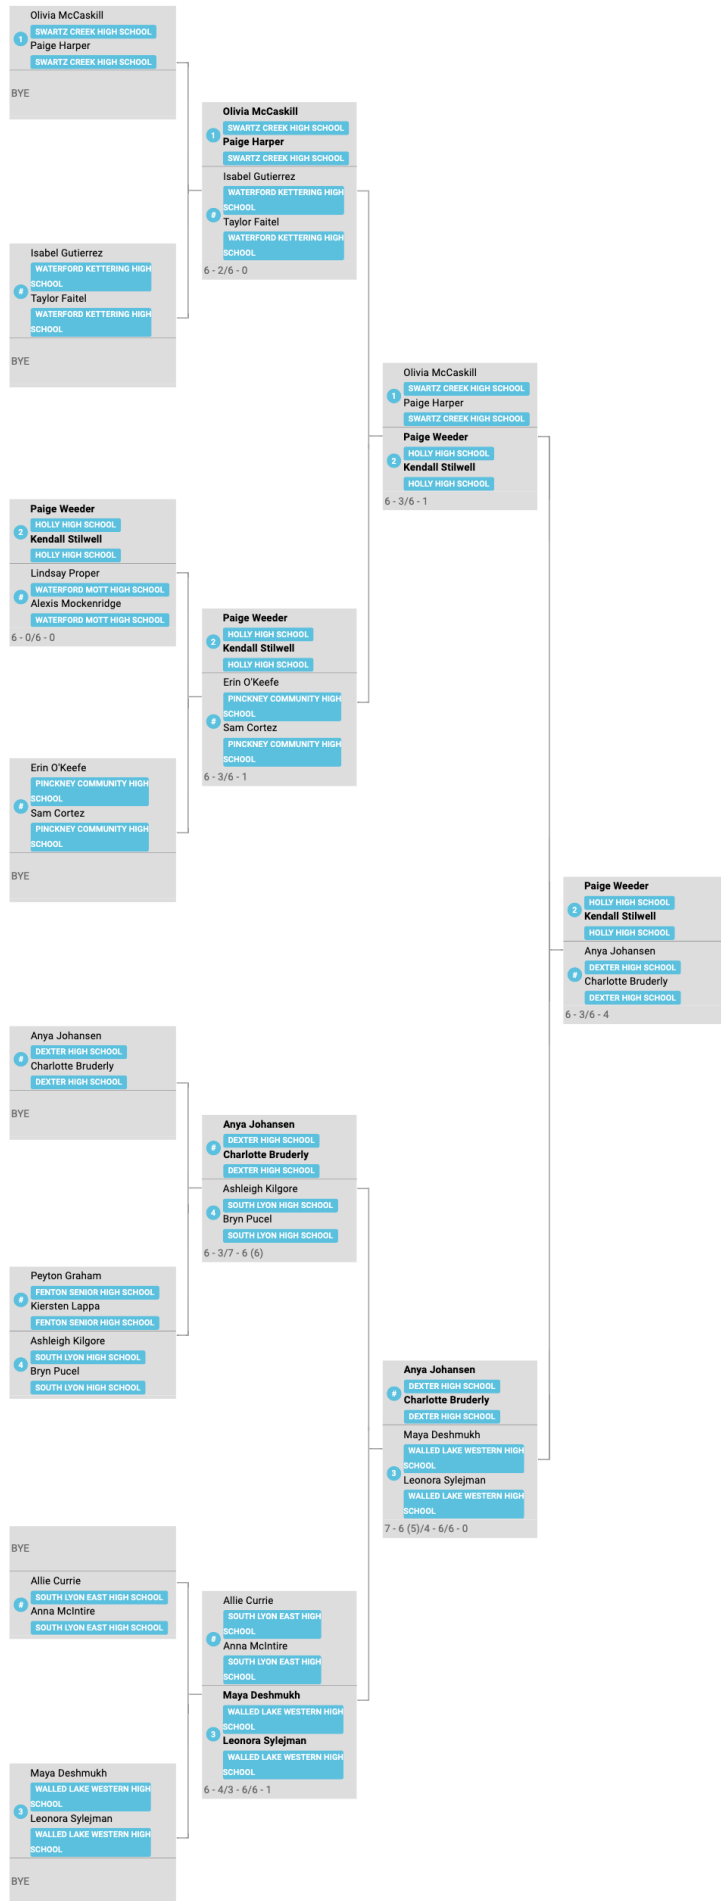 Olivia McCaskill
1
SWARTZ CREEK HIGH SCHOOL
Paige Harper
SWARTZ CREEK HIGH SCHOOL
BYE
Olivia McCaskill
1
SWARTZ CREEK HIGH SCHOOL
Paige Harper
SWARTZ CREEK HIGH SCHOOL
Isabel Gutierrez
#
WATERFORD KETTERING HIGH
SCHOOL
Taylor Faitel
WATERFORD KETTERING HIGH
SCHOOL
6 - 2/6 - 0
Isabel Gutierrez
#
WATERFORD KETTERING HIGH
SCHOOL
Taylor Faitel
WATERFORD KETTERING HIGH
SCHOOL
BYE
Olivia McCaskill
1
SWARTZ CREEK HIGH SCHOOL
Paige Harper
SWARTZ CREEK HIGH SCHOOL
Paige Weeder
2
HOLLY HIGH SCHOOL
Kendall Stilwell
HOLLY HIGH SCHOOL
6 - 3/6 - 1
Paige Weeder
2
HOLLY HIGH SCHOOL
Kendall Stilwell
HOLLY HIGH SCHOOL
Lindsay Proper
#
WATERFORD MOTT HIGH SCHOOL
Alexis Mockenridge
WATERFORD MOTT HIGH SCHOOL
6 - 0/6 - 0
Paige Weeder
2
HOLLY HIGH SCHOOL
Kendall Stilwell
HOLLY HIGH SCHOOL
Erin O'Keefe
#
PINCKNEY COMMUNITY HIGH
SCHOOL
Sam Cortez
PINCKNEY COMMUNITY HIGH
SCHOOL
6 - 3/6 - 1
Erin O'Keefe
#
PINCKNEY COMMUNITY HIGH
SCHOOL
Sam Cortez
PINCKNEY COMMUNITY HIGH
SCHOOL
BYE
Paige Weeder
2
HOLLY HIGH SCHOOL
Kendall Stilwell
HOLLY HIGH SCHOOL
Anya Johansen
#
DEXTER HIGH SCHOOL
Charlotte Bruderly
DEXTER HIGH SCHOOL
6 - 3/6 - 4
Anya Johansen
#
DEXTER HIGH SCHOOL
Charlotte Bruderly
DEXTER HIGH SCHOOL
BYE
Anya Johansen
#
DEXTER HIGH SCHOOL
Charlotte Bruderly
DEXTER HIGH SCHOOL
Ashleigh Kilgore
4
SOUTH LYON HIGH SCHOOL
Bryn Pucel
SOUTH LYON HIGH SCHOOL
6 - 3/7 - 6 (6)
Peyton Graham
#
FENTON SENIOR HIGH SCHOOL
Kiersten Lappa
FENTON SENIOR HIGH SCHOOL
Ashleigh Kilgore
4
SOUTH LYON HIGH SCHOOL
Bryn Pucel
SOUTH LYON HIGH SCHOOL
Anya Johansen
#
DEXTER HIGH SCHOOL
Charlotte Bruderly
DEXTER HIGH SCHOOL
Maya Deshmukh
3
WALLED LAKE WESTERN HIGH
SCHOOL
Leonora Sylejman
WALLED LAKE WESTERN HIGH
SCHOOL
7 - 6 (5)/4 - 6/6 - 0
BYE
Allie Currie
#
SOUTH LYON EAST HIGH SCHOOL
Anna McIntire
SOUTH LYON EAST HIGH SCHOOL
Allie Currie
#
SOUTH LYON EAST HIGH
SCHOOL
Anna McIntire
SOUTH LYON EAST HIGH
SCHOOL
Maya Deshmukh
3
WALLED LAKE WESTERN HIGH
SCHOOL
Leonora Sylejman
WALLED LAKE WESTERN HIGH
SCHOOL
6 - 4/3 - 6/6 - 1
Maya Deshmukh
3
WALLED LAKE WESTERN HIGH
SCHOOL
Leonora Sylejman
WALLED LAKE WESTERN HIGH
SCHOOL
BYE